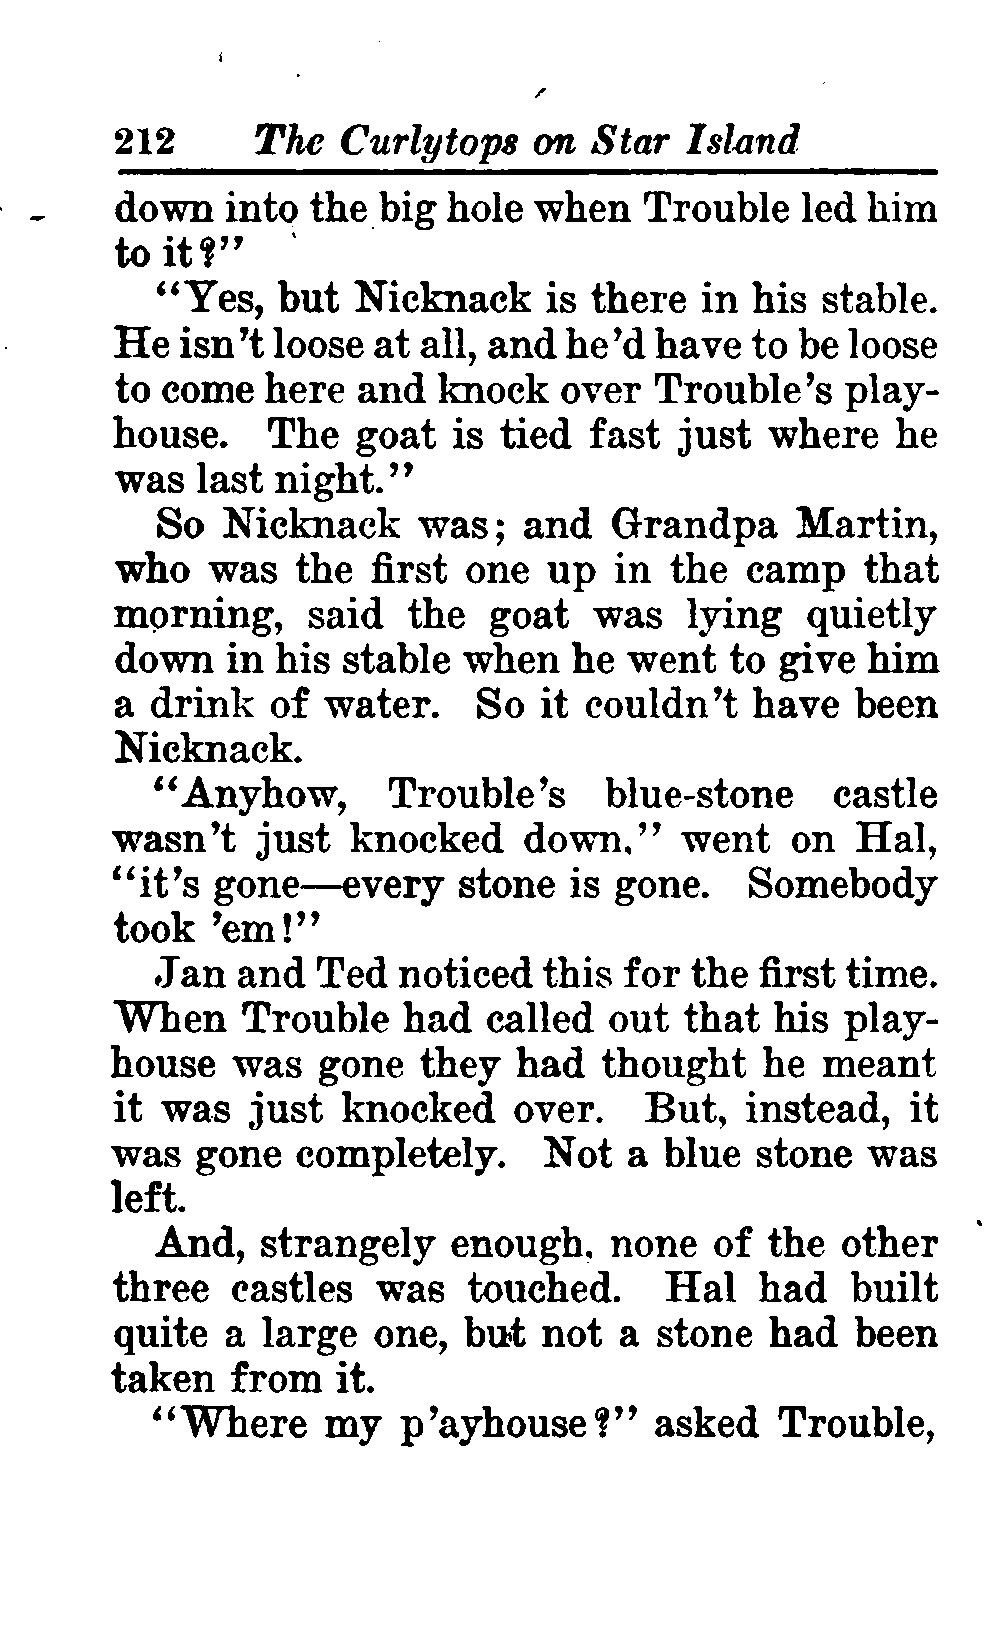 212 The Curlytops on Star Island
down into the big hole when Trouble led him
to it?"
"Yes, but Nicknack is there in his stable.
He isn't loose at all, and he'd have to be loose
to come here and knock over Trouble's play-
house. The goat is tied fast just where he
was last night."
So Nicknack was; and Grandpa Martin,
who was the first one up in the camp that
morning, said the goat was lying quietly
down in his stable when he went to give him
a drink of water. So it couldn't have been
Nicknack.
"Anyhow, Trouble's blue-stone castle
wasn't just knocked down," went on Hal,
"it's gone—every stone is gone. Somebody
took 'em!"
Jan and Ted noticed this for the first time.
When Trouble had called out that his play-
house was gone they had thought he meant
it was just knocked over. But, instead, it
was gone completely. Not a blue stone was
left.
And, strangely enough, none of the other
three castles was touched. Hal had built
quite a large one, but not a stone had been
taken from it.
"Where my p'ayhouse?" asked Trouble,